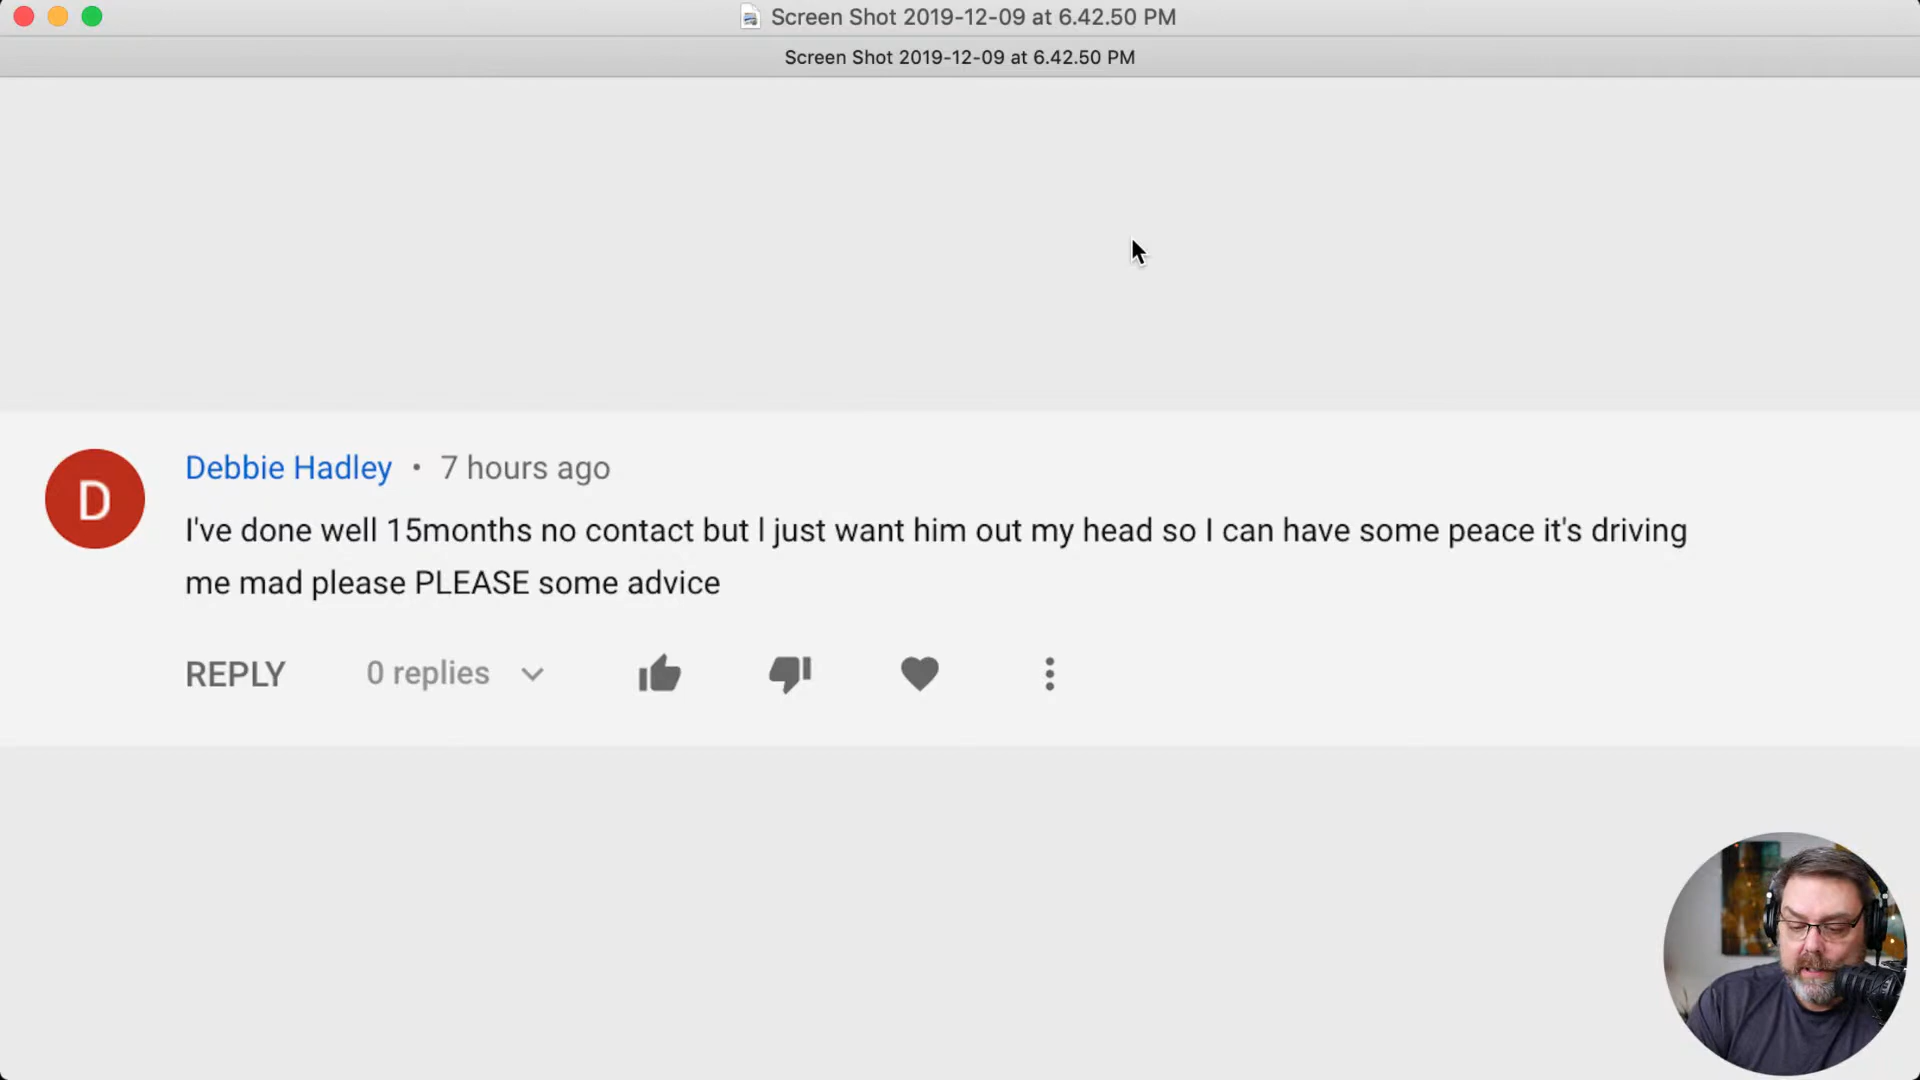 Screen Shot 2019-12-09 at 6.42.50 PM
Screen Shot 2019-12-09 at 6.42.50 PM
D
Debbie Hadley • 7 hours ago
I've done well 15months no contact but I just want him out my head so I can have some peace it's driving
me mad please PLEASE some advice
REPLY 0 replies